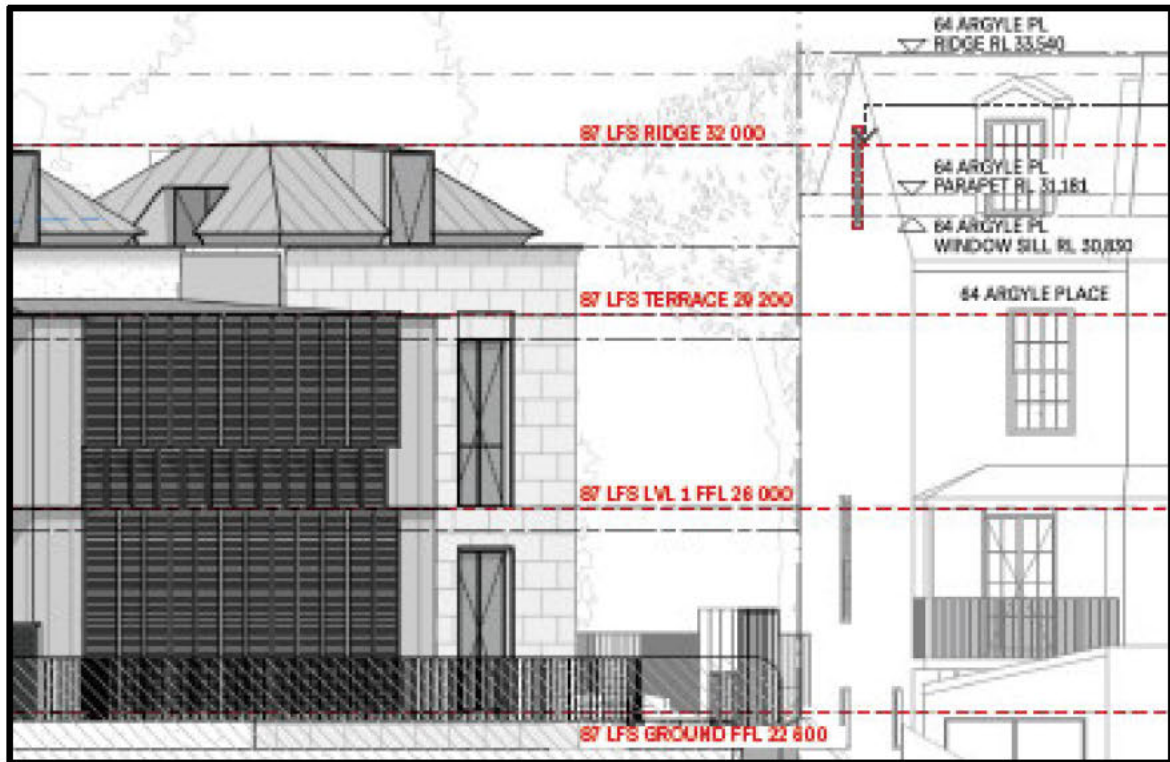 64 ARGYLE PL
RIDGE RL 33,540
87 LFS RIDGE 32 000
64 ARGYLE PL
PARAPET RL 31,181
64 ARGYLE PL
WINDOW SILL RL 30,830
87 LFS TERRACE 29 200
64 ARGYLE PLACE
87 LFS LVL 1 FFL 26 000
87 LFS GROUND FFL 22 600